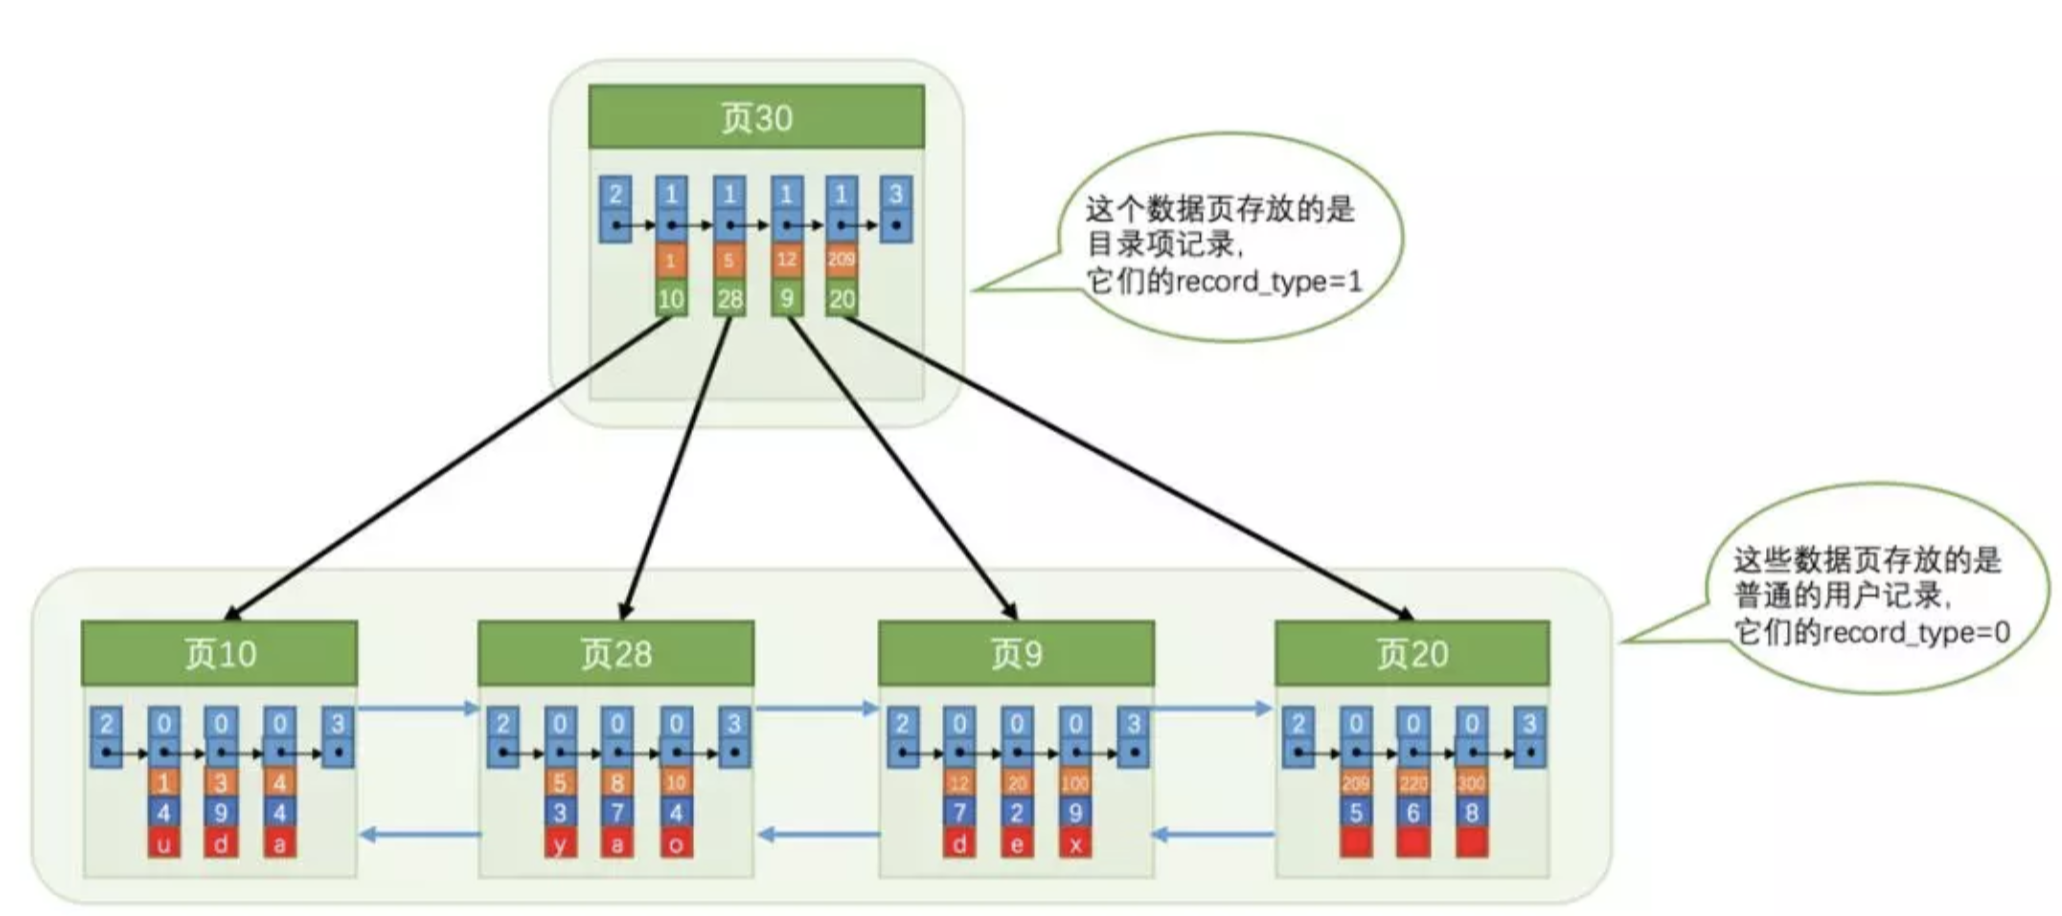 页30
2 1 1 1 1 3
1 5 12 209
10 28 9 20
这个数据页存放的是
目录项记录,
它们的record_type=1
这些数据页存放的是
普通的用户记录,
它们的record_type=0
页10
2 0 0 0 3
1 3 4
4 9 4
u d a
页28
2 0 0 0 3
5 8 10
3 7 4
y a o
页9
2 0 0 0 3
12 20 100
7 2 9
d e x
页20
2 0 0 0 3
209 220 300
5 6 8